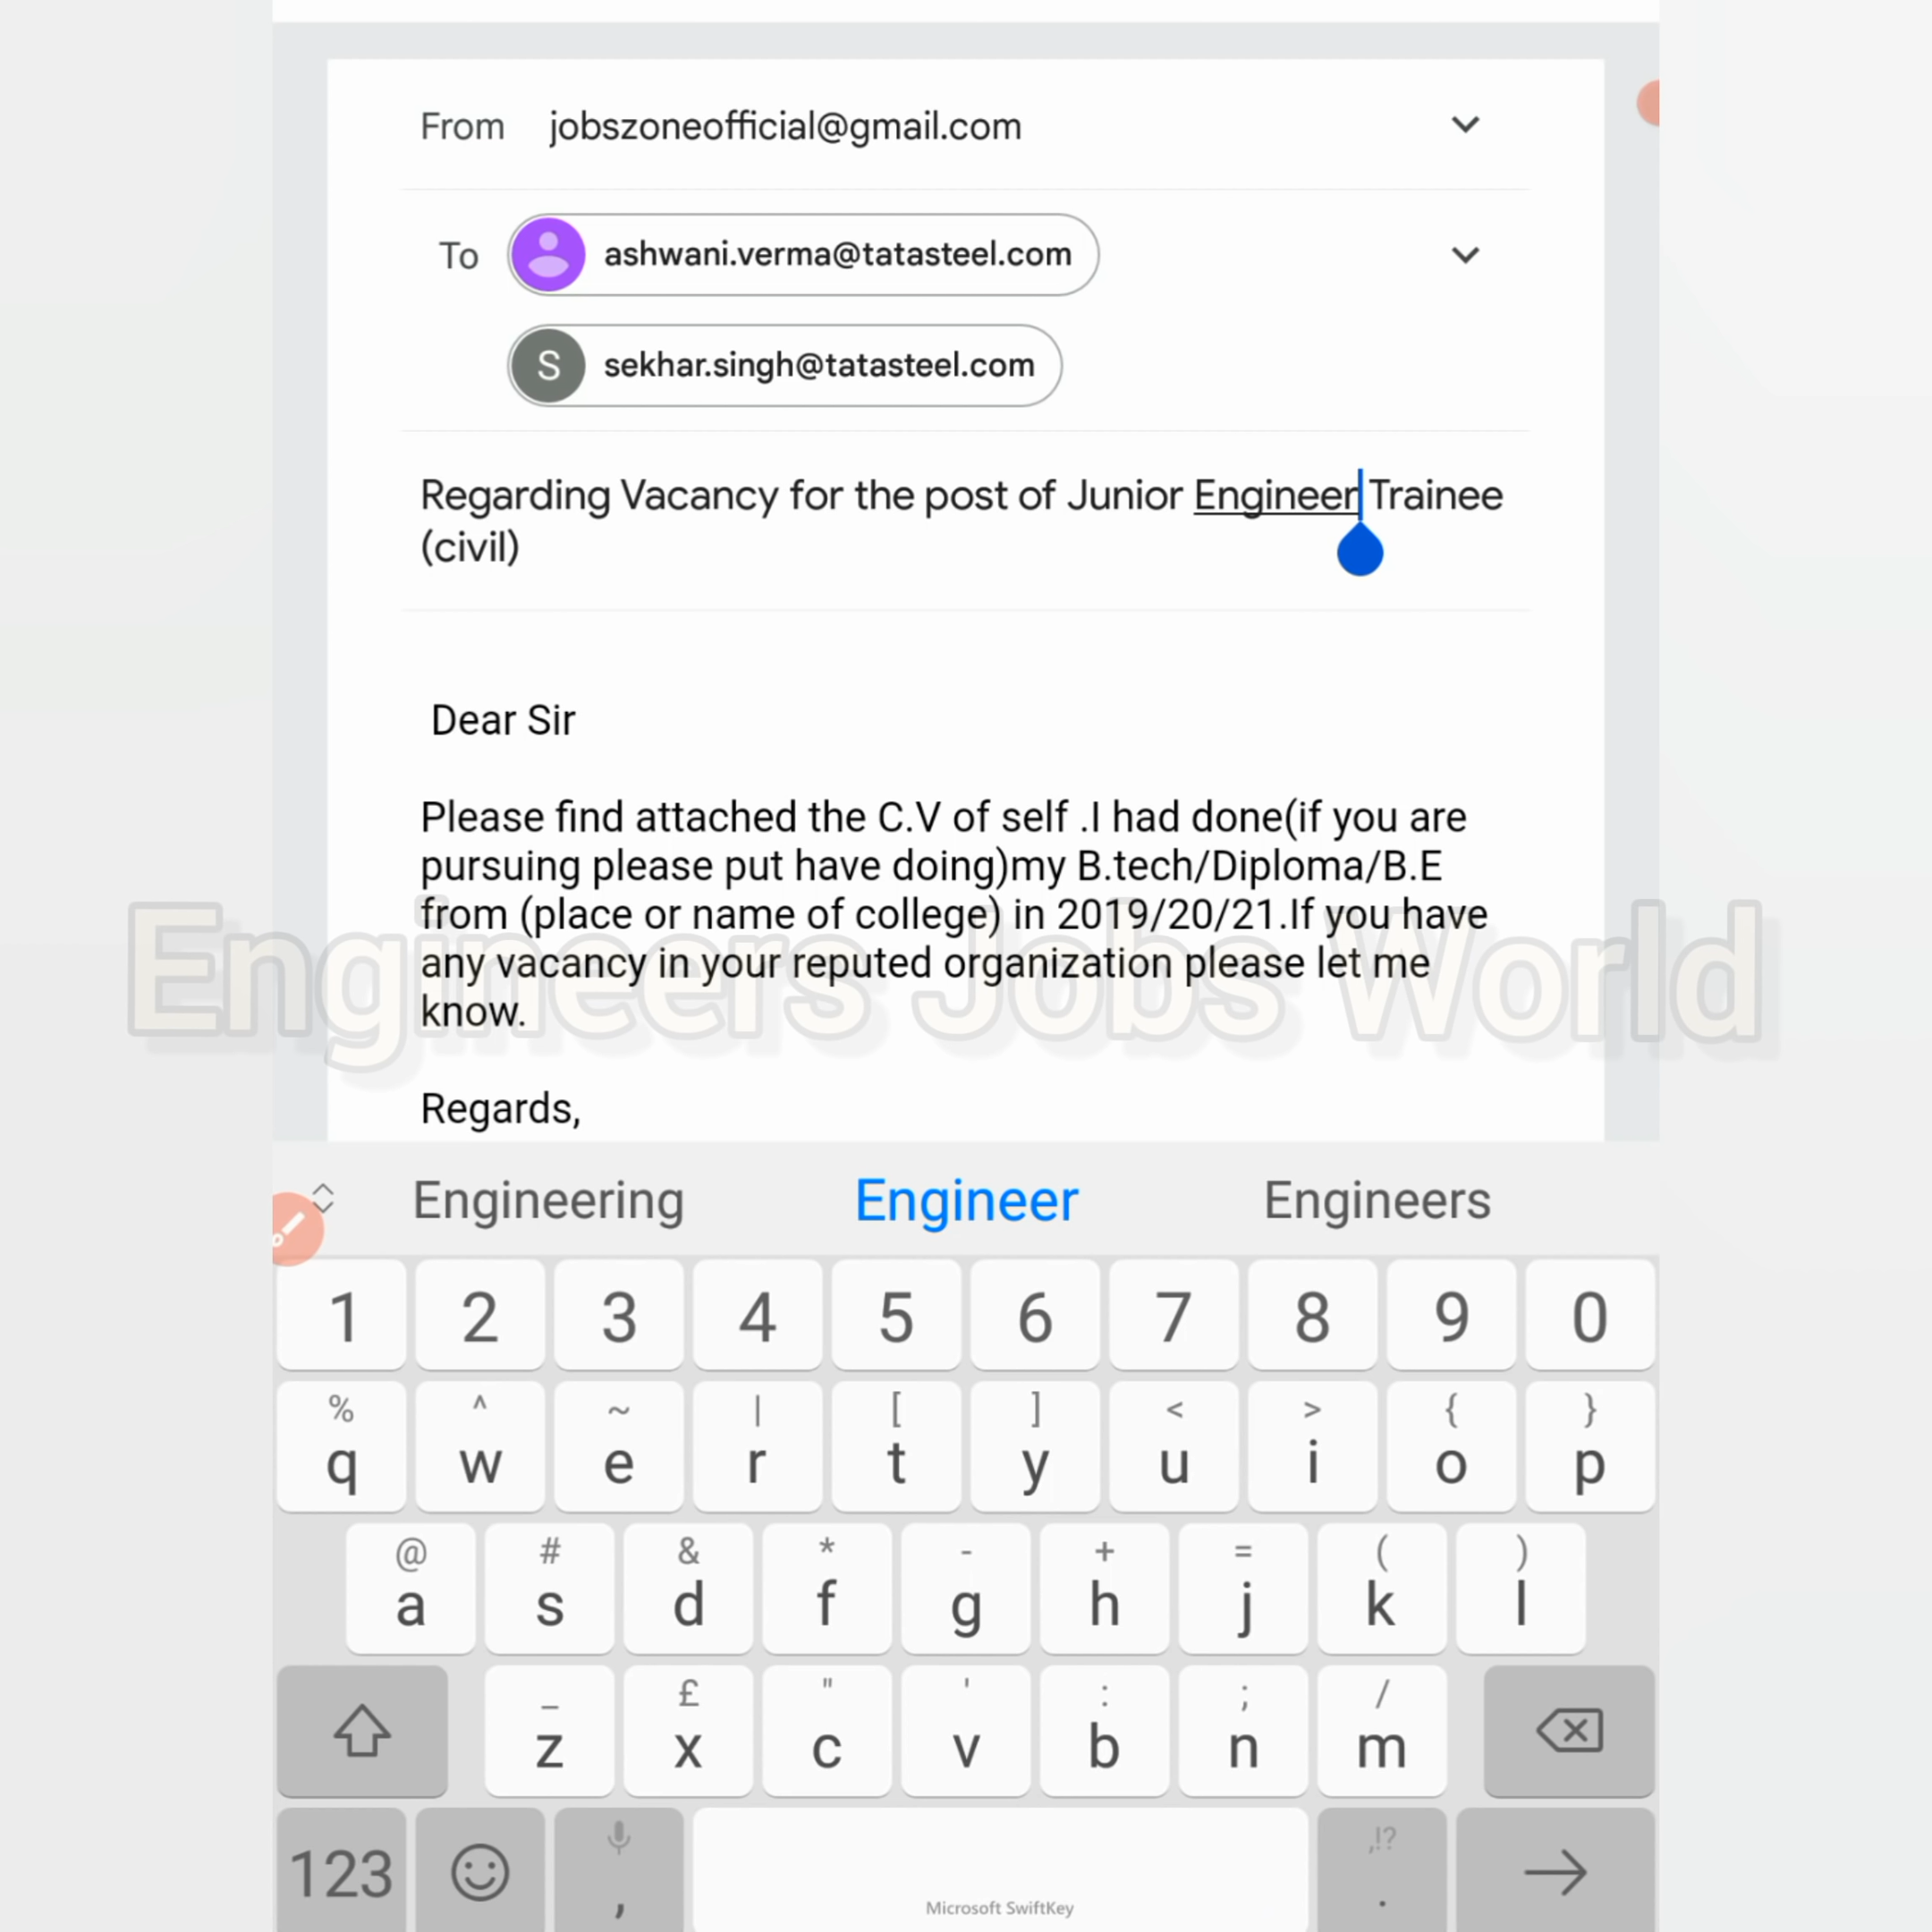 From jobszoneofficial@gmail.com
To ashwani.verma@tatasteel.com
S sekhar.singh@tatasteel.com
Regarding Vacancy for the post of Junior Engineer Trainee
(civil)
Dear Sir
Please find attached the C.V of self .I had done(if you are
pursuing please put have doing)my B.tech/Diploma/B.E
from (place or name of college) in 2019/20/21.If you have
any vacancy in your reputed organization please let me
know.
Engineers Jobs World
Regards,
Engineering Engineer Engineers
1 2 3 4 5 6 7 8 9 0
% ^ ~ | [ ] < > { }
q w e r t y u i o p
@ # & * - + = ( )
a s d f g h j k l
_ £ " ' : ; /
z x c v b n m
,!?
123 , .
Microsoft SwiftKey